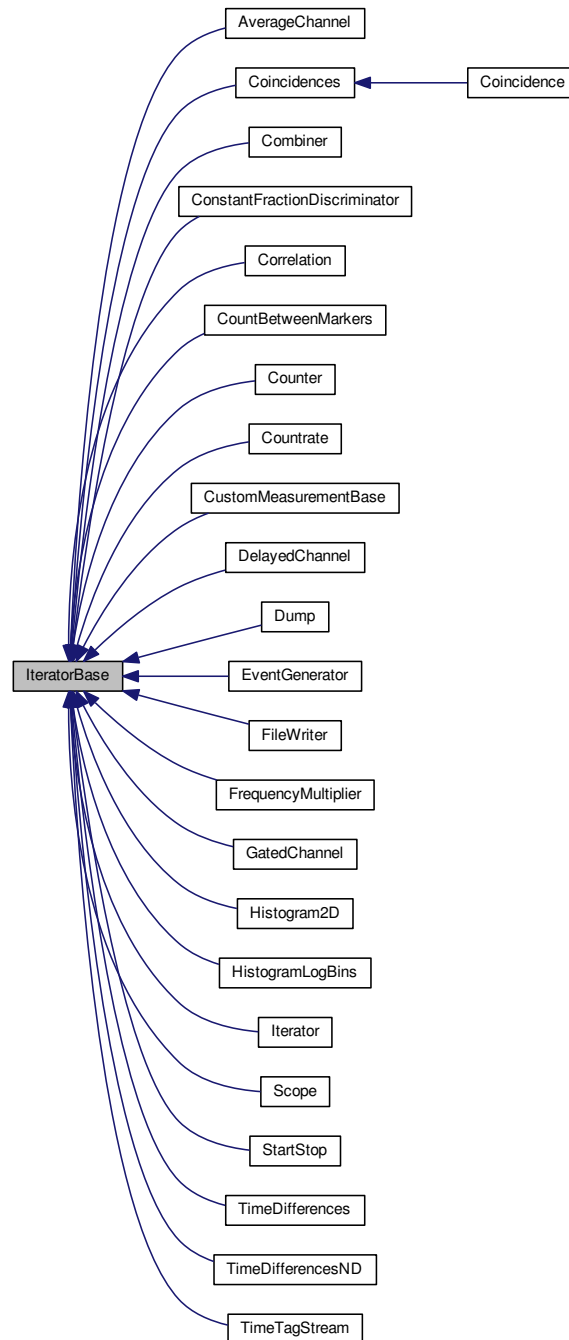 AverageChannel
Coincidences
Coincidence
Combiner
ConstantFractionDiscriminator
Correlation
CountBetweenMarkers
Counter
Countrate
CustomMeasurementBase
DelayedChannel
Dump
IteratorBase
EventGenerator
FileWriter
FrequencyMultiplier
GatedChannel
Histogram2D
HistogramLogBins
Iterator
Scope
StartStop
TimeDifferences
TimeDifferencesND
TimeTagStream